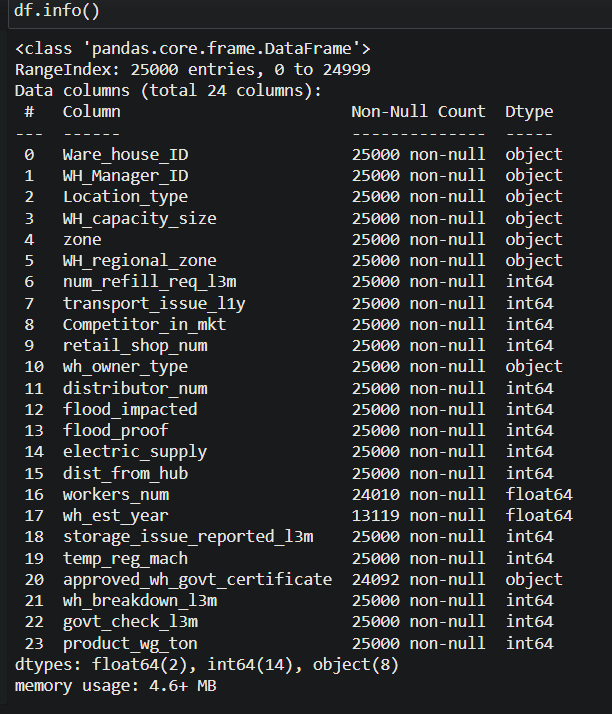 df.info()
<class 'pandas.core.frame.DataFrame'>
RangeIndex: 25000 entries, 0 to 24999
Data columns (total 24 columns):
 #   Column                        Non-Null Count  Dtype
---  ------                        --------------  -----
 0   Ware_house_ID                 25000 non-null  object
 1   WH_Manager_ID                 25000 non-null  object
 2   Location_type                 25000 non-null  object
 3   WH_capacity_size              25000 non-null  object
 4   zone                          25000 non-null  object
 5   WH_regional_zone              25000 non-null  object
 6   num_refill_req_l3m            25000 non-null  int64
 7   transport_issue_l1y           25000 non-null  int64
 8   Competitor_in_mkt             25000 non-null  int64
 9   retail_shop_num               25000 non-null  int64
 10  wh_owner_type                 25000 non-null  object
 11  distributor_num               25000 non-null  int64
 12  flood_impacted                25000 non-null  int64
 13  flood_proof                   25000 non-null  int64
 14  electric_supply               25000 non-null  int64
 15  dist_from_hub                 25000 non-null  int64
 16  workers_num                   24010 non-null  float64
 17  wh_est_year                   13119 non-null  float64
 18  storage_issue_reported_l3m    25000 non-null  int64
 19  temp_reg_mach                 25000 non-null  int64
 20  approved_wh_govt_certificate  24092 non-null  object
 21  wh_breakdown_l3m              25000 non-null  int64
 22  govt_check_l3m                25000 non-null  int64
 23  product_wg_ton                25000 non-null  int64
dtypes: float64(2), int64(14), object(8)
memory usage: 4.6+ MB